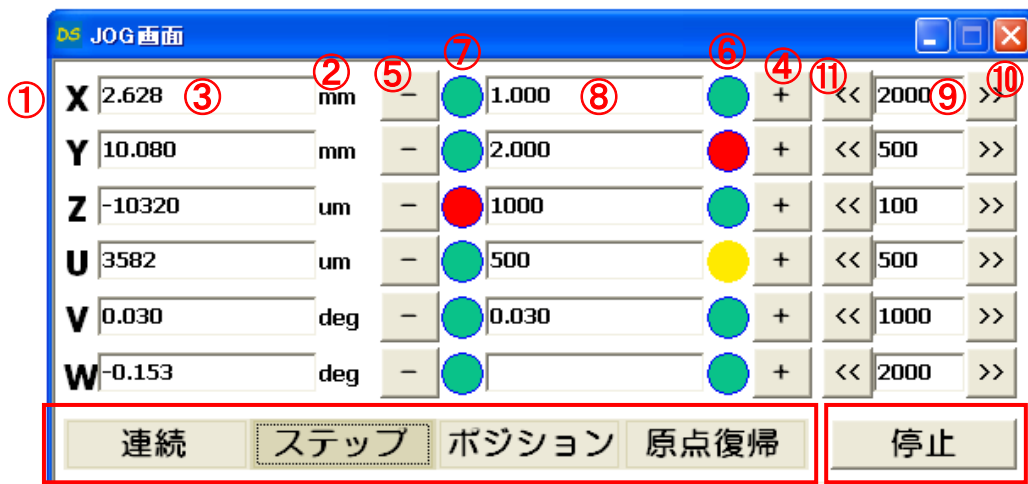 DS JOG画面
⑦ ⑥
① X 2.628 ③ ② mm ⑤ − 1.000 ⑧ ④ + ⑪ << 2000 ⑨ ⑩ >>
Y 10.080 mm − 2.000 + << 500 >>
Z -10320 um − 1000 + << 100 >>
U 3582 um − 500 + << 500 >>
V 0.030 deg − 0.030 + << 1000 >>
W -0.153 deg − + << 2000 >>
連続 ステップ ポジション 原点復帰 停止